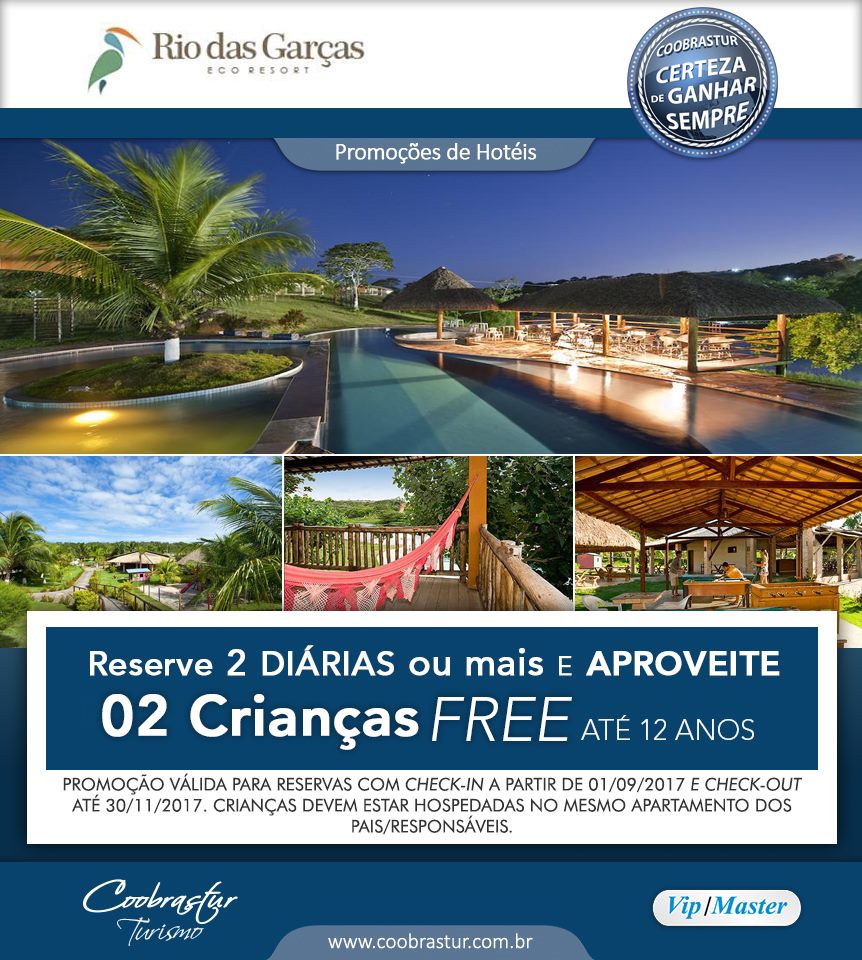 Rio das Garças
ECO RESORT
COOBRASTUR
CERTEZA
DE GANHAR
SEMPRE
Promoções de Hotéis
Reserve 2 DIÁRIAS ou mais E APROVEITE
02 Crianças FREE ATÉ 12 ANOS
PROMOÇÃO VÁLIDA PARA RESERVAS COM CHECK-IN A PARTIR DE 01/09/2017 E CHECK-OUT
ATÉ 30/11/2017. CRIANÇAS DEVEM ESTAR HOSPEDADAS NO MESMO APARTAMENTO DOS
PAIS/RESPONSÁVEIS.
Coobrastur
Turismo
Vip/Master
www.coobrastur.com.br